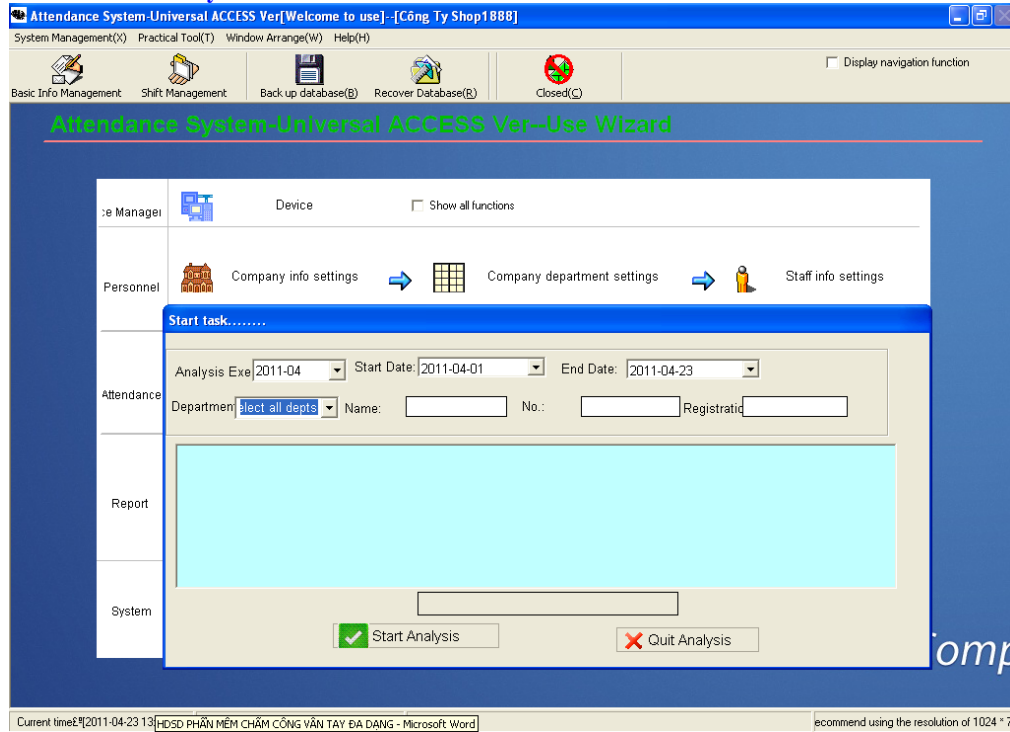 Attendance System-Universal ACCESS Ver[Welcome to use]--[Công Ty Shop1888]
System Management(X) Practical Tool(T) Window Arrange(W) Help(H)
Basic Info Management Shift Management Back up database(B) Recover Database(R) Closed(C) Display navigation function
Attendance System-Universal ACCESS Ver--Use Wizard
:e Manager Device Show all functions
Personnel Company info settings Company department settings Staff info settings
Start task........
Analysis Exe 2011-04 Start Date: 2011-04-01 End Date: 2011-04-23
Attendance
Departmen elect all depts Name: No.: Registratic
Report
System
Start Analysis Quit Analysis
omp
Current time£º[2011-04-23 13: HDSD PHẦN MỀM CHẤM CÔNG VÂN TAY ĐA DẠNG - Microsoft Word ecommend using the resolution of 1024 * 7